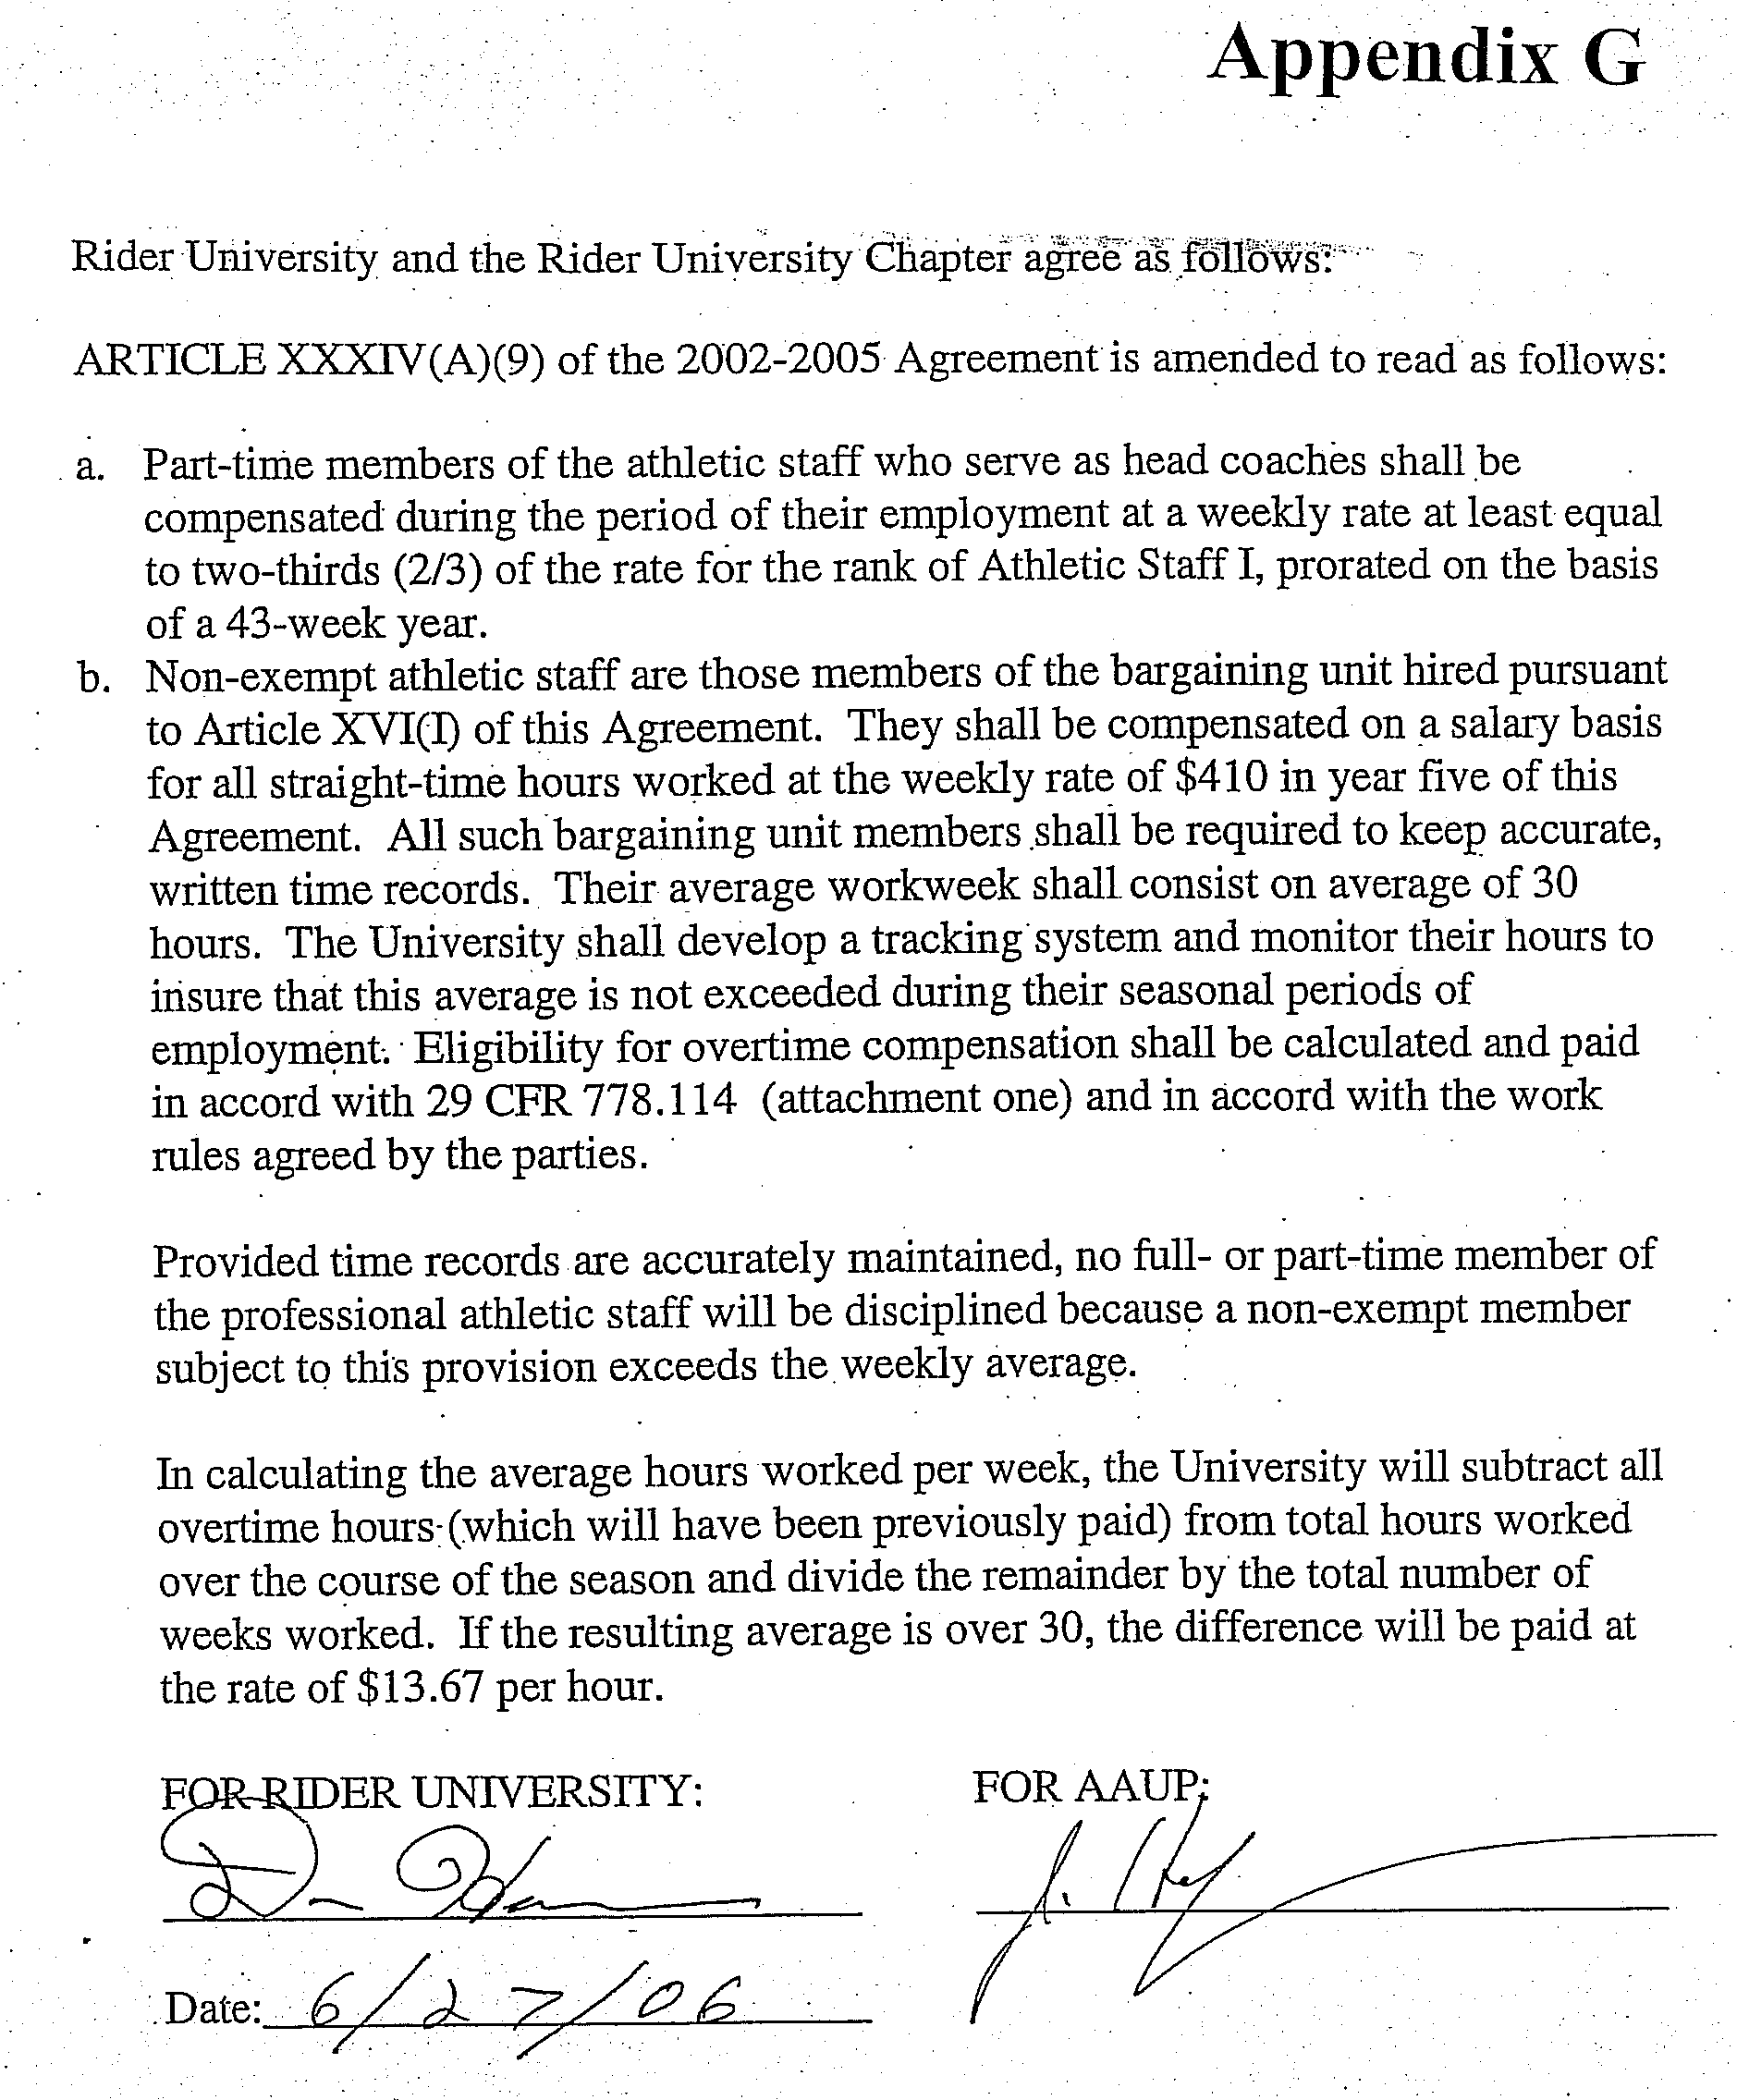 Appendix G
Rider University and the Rider University Chapter agree as follows:
ARTICLE XXXIV(A)(9) of the 2002-2005 Agreement is amended to read as follows:
a. Part-time members of the athletic staff who serve as head coaches shall be
compensated during the period of their employment at a weekly rate at least equal
to two-thirds (2/3) of the rate for the rank of Athletic Staff I, prorated on the basis
of a 43-week year.
b. Non-exempt athletic staff are those members of the bargaining unit hired pursuant
to Article XVI(I) of this Agreement. They shall be compensated on a salary basis
for all straight-time hours worked at the weekly rate of $410 in year five of this
Agreement. All such bargaining unit members shall be required to keep accurate,
written time records. Their average workweek shall consist on average of 30
hours. The University shall develop a tracking system and monitor their hours to
insure that this average is not exceeded during their seasonal periods of
employment. Eligibility for overtime compensation shall be calculated and paid
in accord with 29 CFR 778.114 (attachment one) and in accord with the work
rules agreed by the parties.
Provided time records are accurately maintained, no full- or part-time member of
the professional athletic staff will be disciplined because a non-exempt member
subject to this provision exceeds the weekly average.
In calculating the average hours worked per week, the University will subtract all
overtime hours (which will have been previously paid) from total hours worked
over the course of the season and divide the remainder by the total number of
weeks worked. If the resulting average is over 30, the difference will be paid at
the rate of $13.67 per hour.
FOR RIDER UNIVERSITY: FOR AAUP:
Date: 6/27/06